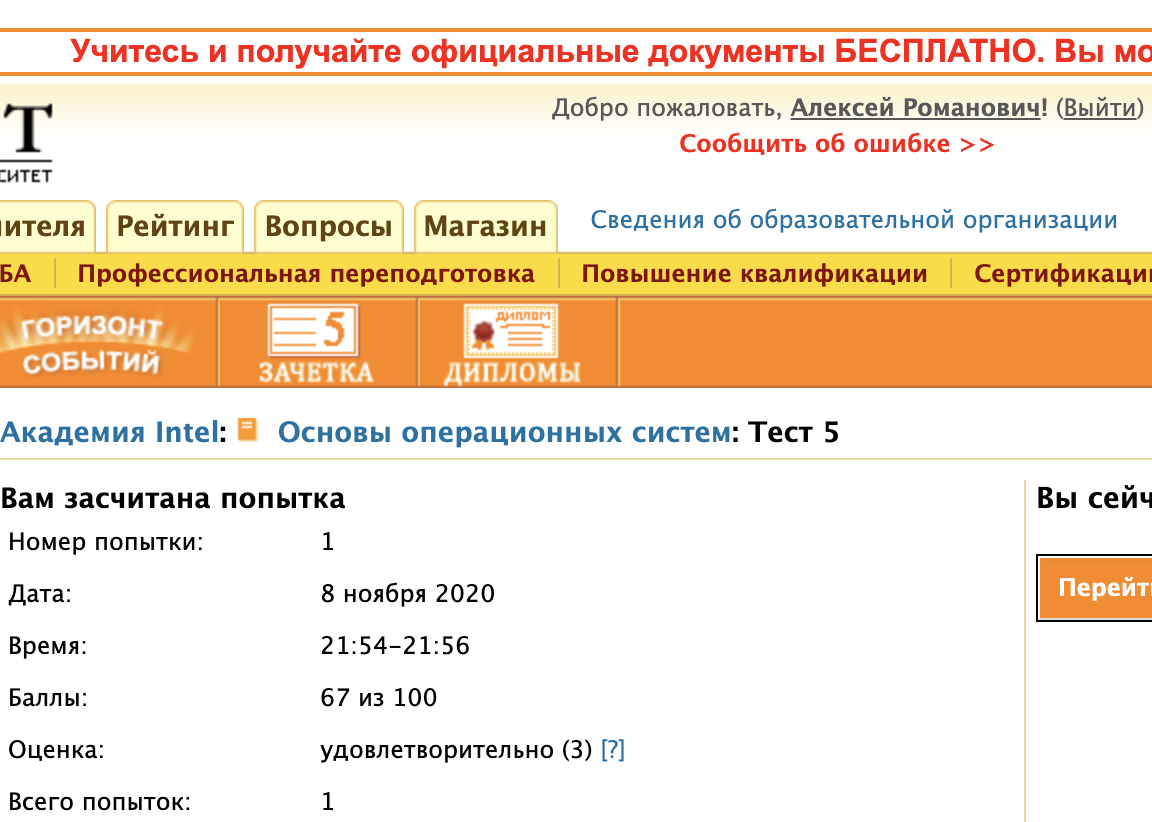 Учитесь и получайте официальные документы БЕСПЛАТНО. Вы мо
Т
СИТЕТ
Добро пожаловать, Алексей Романович! (Выйти)
Сообщить об ошибке >>
ителя Рейтинг Вопросы Магазин Сведения об образовательной организации
БА Профессиональная переподготовка Повышение квалификации Сертификаци
ГОРИЗОНТ
СОБЫТИЙ
5
ЗАЧЕТКА
ДИПЛОМ
ДИПЛОМЫ
Академия Intel: Основы операционных систем: Тест 5
Вам засчитана попытка
Номер попытки: 1
Дата: 8 ноября 2020
Время: 21:54-21:56
Баллы: 67 из 100
Оценка: удовлетворительно (3) [?]
Всего попыток: 1
Вы сейч
Перейт